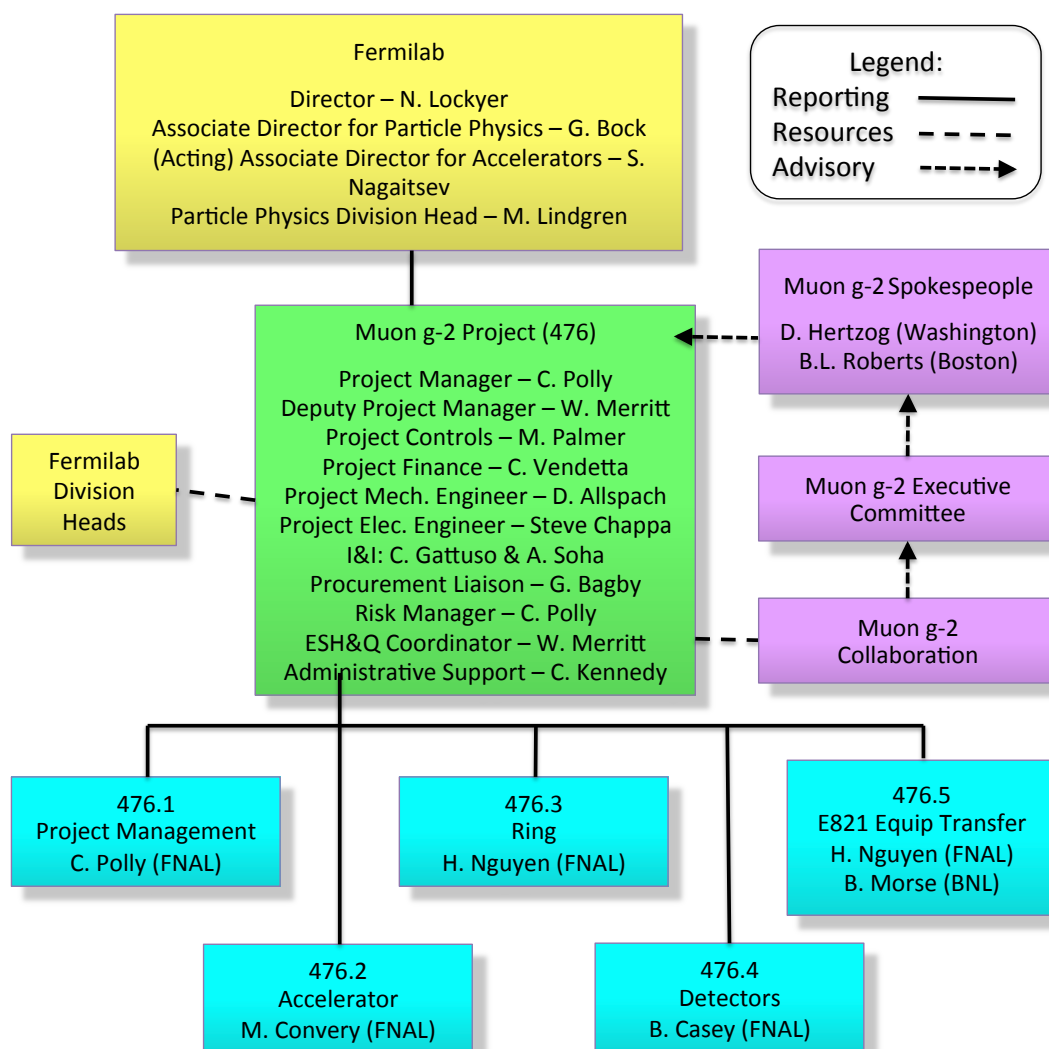 Fermilab
Director – N. Lockyer
Associate Director for Particle Physics – G. Bock
(Acting) Associate Director for Accelerators – S.
Nagaitsev
Particle Physics Division Head – M. Lindgren
Legend:
Reporting
Resources
Advisory
Muon g-2 Spokespeople
D. Hertzog (Washington)
B.L. Roberts (Boston)
Muon g-2 Project (476)
Project Manager – C. Polly
Deputy Project Manager – W. Merritt
Project Controls – M. Palmer
Project Finance – C. Vendetta
Project Mech. Engineer – D. Allspach
Project Elec. Engineer – Steve Chappa
I&I: C. Gattuso & A. Soha
Procurement Liaison – G. Bagby
Risk Manager – C. Polly
ESH&Q Coordinator – W. Merritt
Administrative Support – C. Kennedy
Fermilab
Division
Heads
Muon g-2 Executive
Committee
Muon g-2
Collaboration
476.1
Project Management
C. Polly (FNAL)
476.3
Ring
H. Nguyen (FNAL)
476.5
E821 Equip Transfer
H. Nguyen (FNAL)
B. Morse (BNL)
476.2
Accelerator
M. Convery (FNAL)
476.4
Detectors
B. Casey (FNAL)